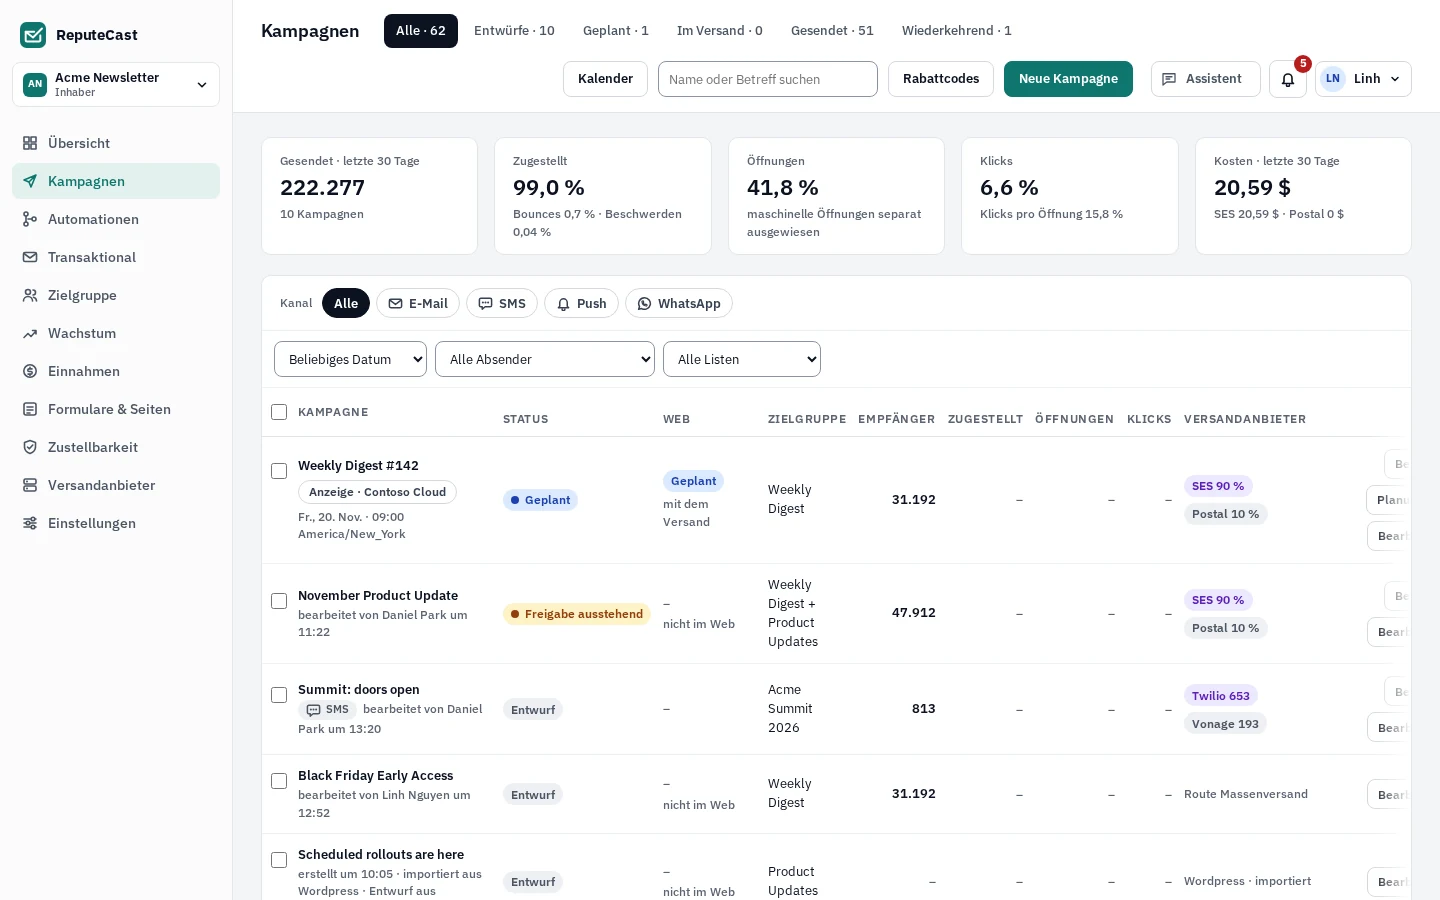 ReputeCast
AN
Acme Newsletter
Inhaber
Übersicht
Kampagnen
Automationen
Transaktional
Zielgruppe
Wachstum
Einnahmen
Formulare & Seiten
Zustellbarkeit
Versandanbieter
Einstellungen
Kampagnen
Alle · 62
Entwürfe · 10
Geplant · 1
Im Versand · 0
Gesendet · 51
Wiederkehrend · 1
Kalender
Name oder Betreff suchen
Rabattcodes
Neue Kampagne
Assistent
5
LN
Linh
Gesendet · letzte 30 Tage
222.277
10 Kampagnen
Zugestellt
99,0 %
Bounces 0,7 % · Beschwerden
0,04 %
Öffnungen
41,8 %
maschinelle Öffnungen separat
ausgewiesen
Klicks
6,6 %
Klicks pro Öffnung 15,8 %
Kosten · letzte 30 Tage
20,59 $
SES 20,59 $ · Postal 0 $
Kanal
Alle
E-Mail
SMS
Push
WhatsApp
Beliebiges Datum
Alle Absender
Alle Listen
KAMPAGNE
STATUS
WEB
ZIELGRUPPE
EMPFÄNGER
ZUGESTELLT
ÖFFNUNGEN
KLICKS
VERSANDANBIETER
Weekly Digest #142
Anzeige · Contoso Cloud
Fr., 20. Nov. · 09:00
America/New_York
Geplant
Geplant
mit dem
Versand
Weekly
Digest
31.192
–
–
–
SES 90 %
Postal 10 %
November Product Update
bearbeitet von Daniel Park um
11:22
Freigabe ausstehend
–
nicht im Web
Weekly
Digest +
Product
Updates
47.912
–
–
–
SES 90 %
Postal 10 %
Summit: doors open
SMS bearbeitet von Daniel
Park um 13:20
Entwurf
–
Acme
Summit
2026
813
–
–
–
Twilio 653
Vonage 193
Black Friday Early Access
bearbeitet von Linh Nguyen um
12:52
Entwurf
–
nicht im Web
Weekly
Digest
31.192
–
–
–
Route Massenversand
Scheduled rollouts are here
erstellt um 10:05 · importiert aus
Wordpress · Entwurf aus
Entwurf
–
nicht im Web
Product
Updates
–
–
–
–
Wordpress · importiert